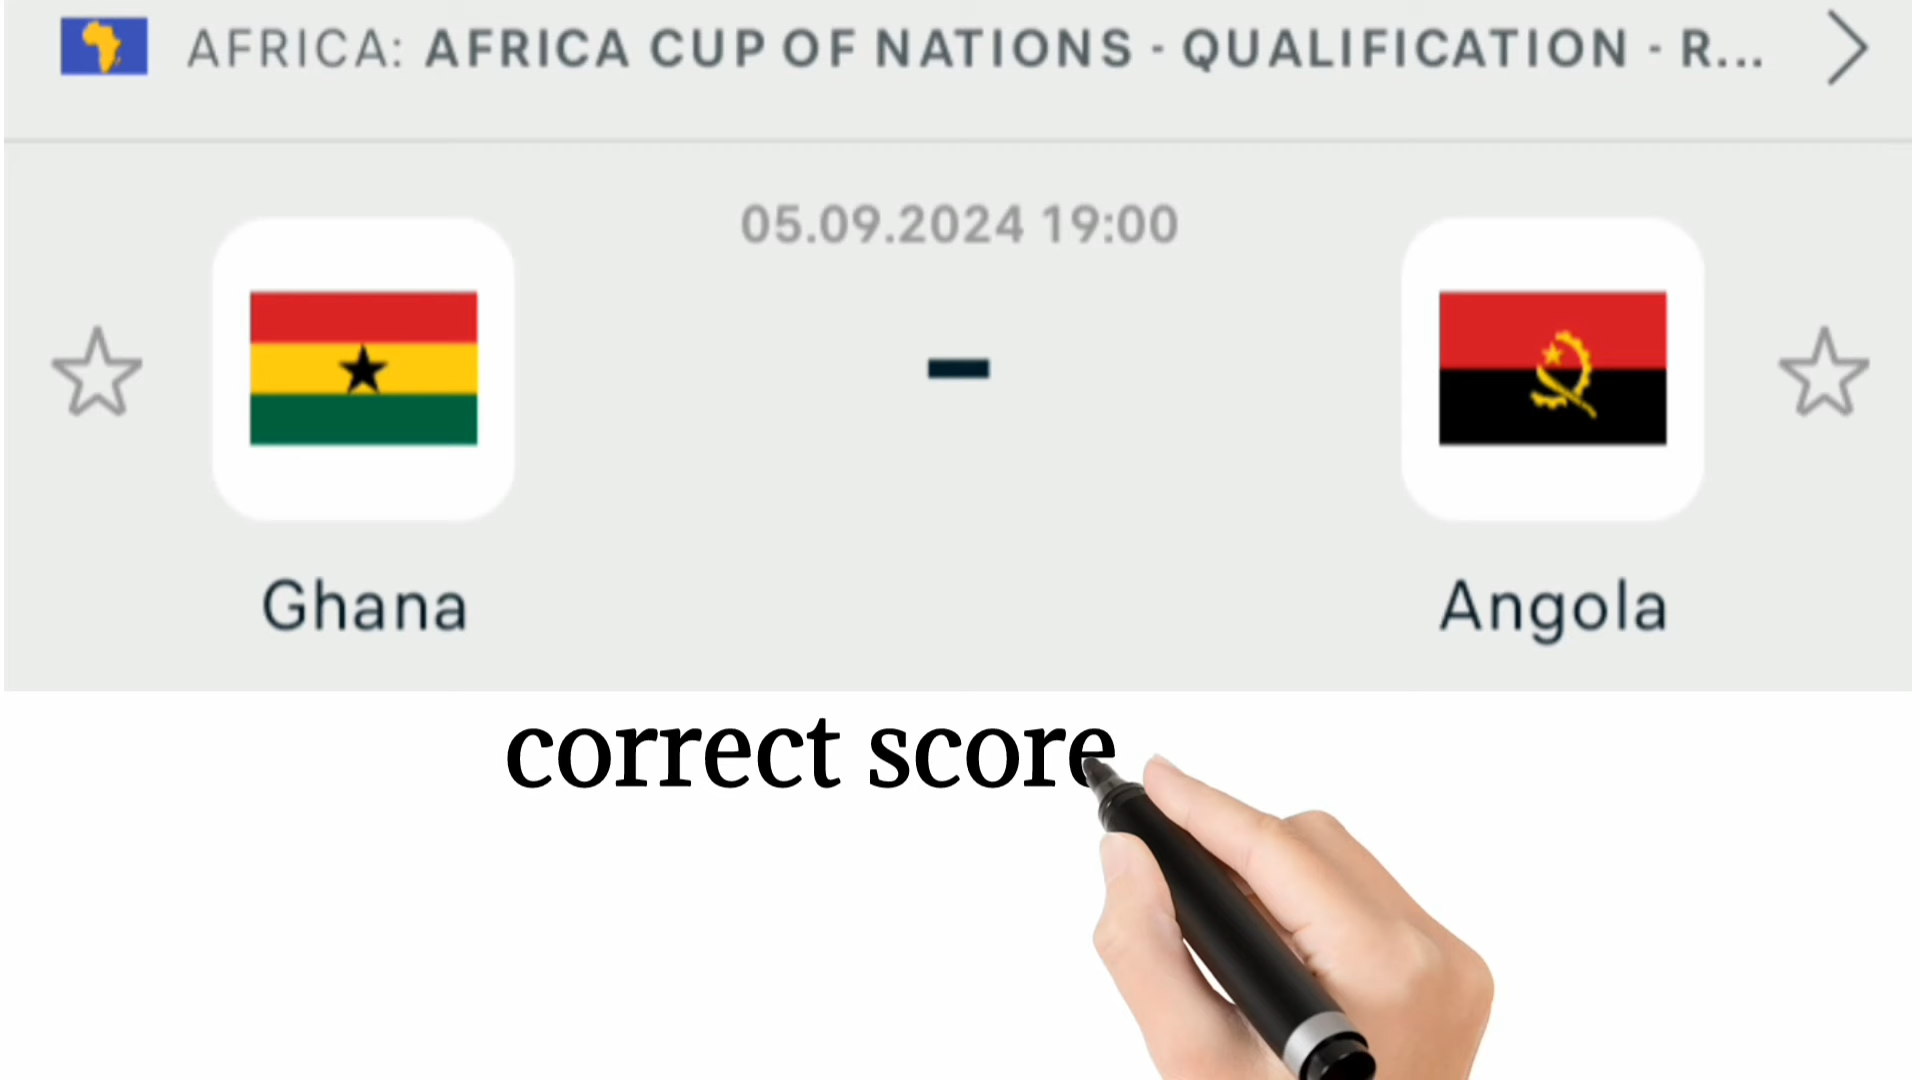 AFRICA: AFRICA CUP OF NATIONS - QUALIFICATION - R...
05.09.2024 19:00
-
Ghana
Angola
correct score